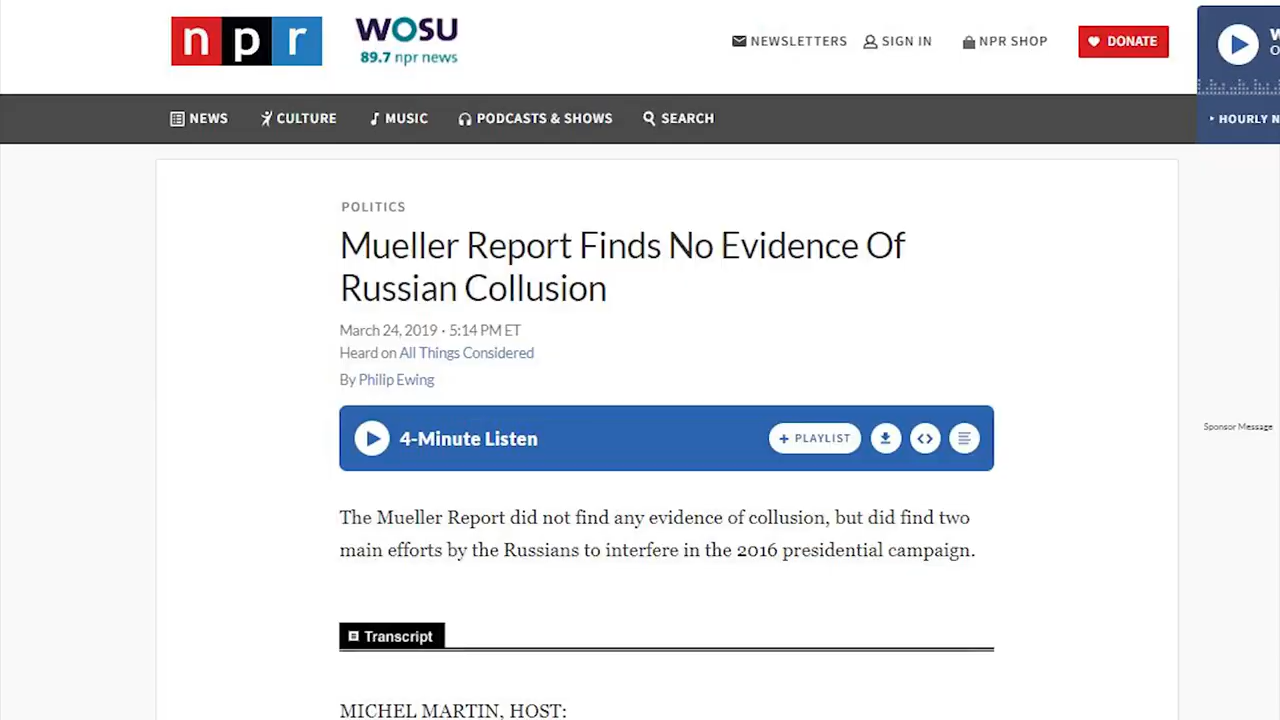 npr
WOSU
89.7 npr news
NEWSLETTERS
SIGN IN
NPR SHOP
DONATE
NEWS
CULTURE
MUSIC
PODCASTS & SHOWS
SEARCH
HOURLY N
POLITICS
Mueller Report Finds No Evidence Of
Russian Collusion
March 24, 2019 · 5:14 PM ET
Heard on All Things Considered
By Philip Ewing
4-Minute Listen
+ PLAYLIST
Sponsor Message
The Mueller Report did not find any evidence of collusion, but did find two
main efforts by the Russians to interfere in the 2016 presidential campaign.
Transcript
MICHEL MARTIN, HOST: